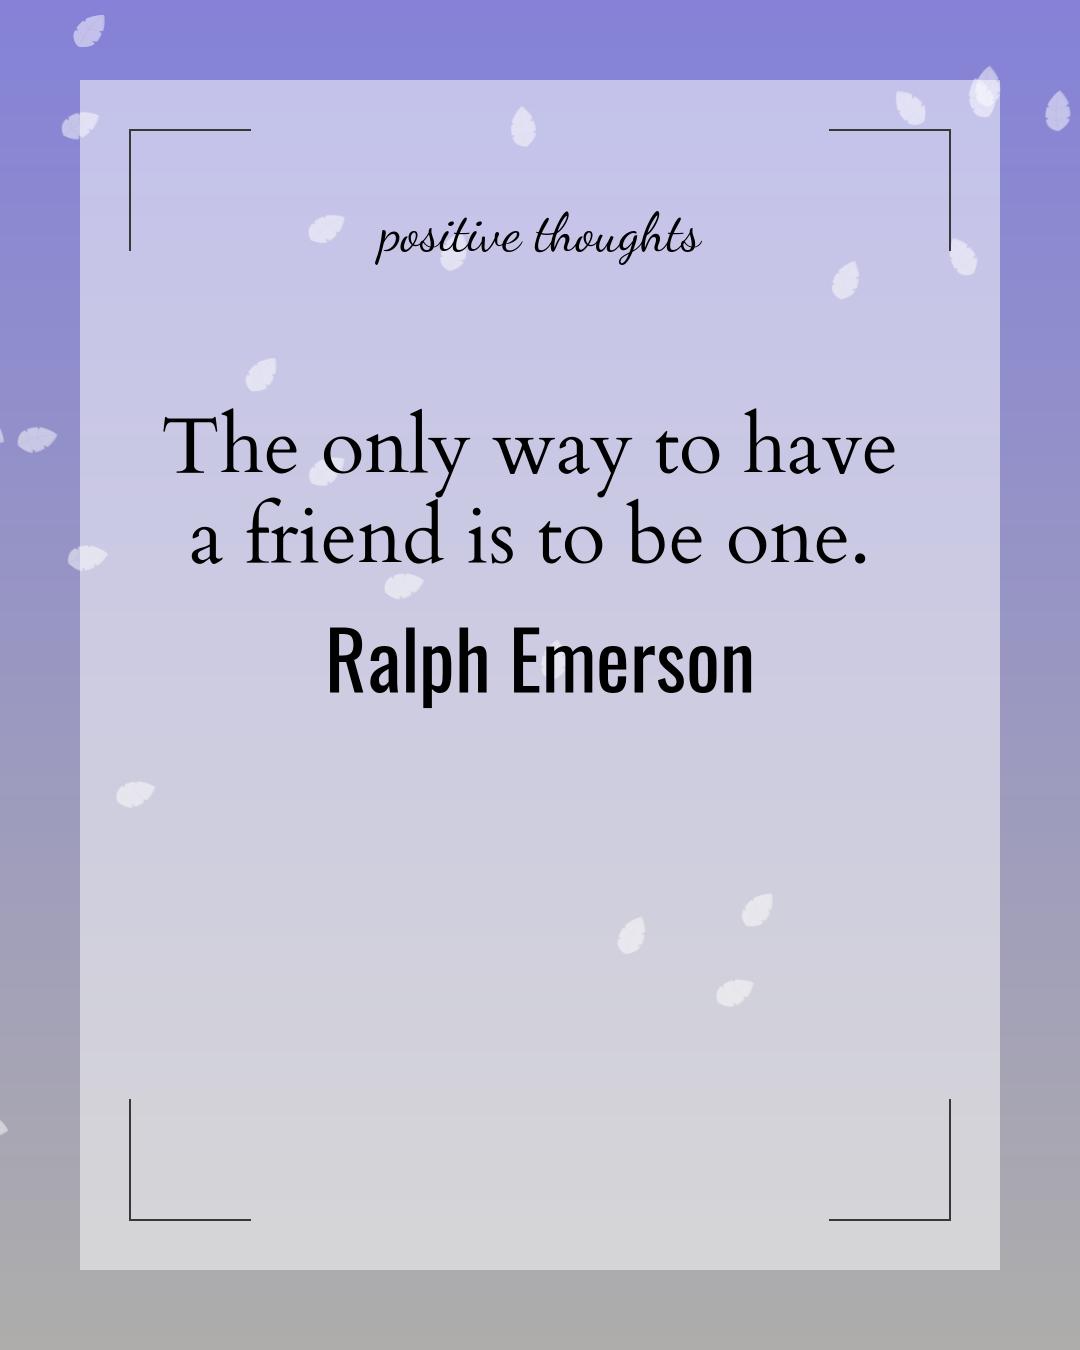 positive thoughts
The only way to have
a friend is to be one.
Ralph Emerson